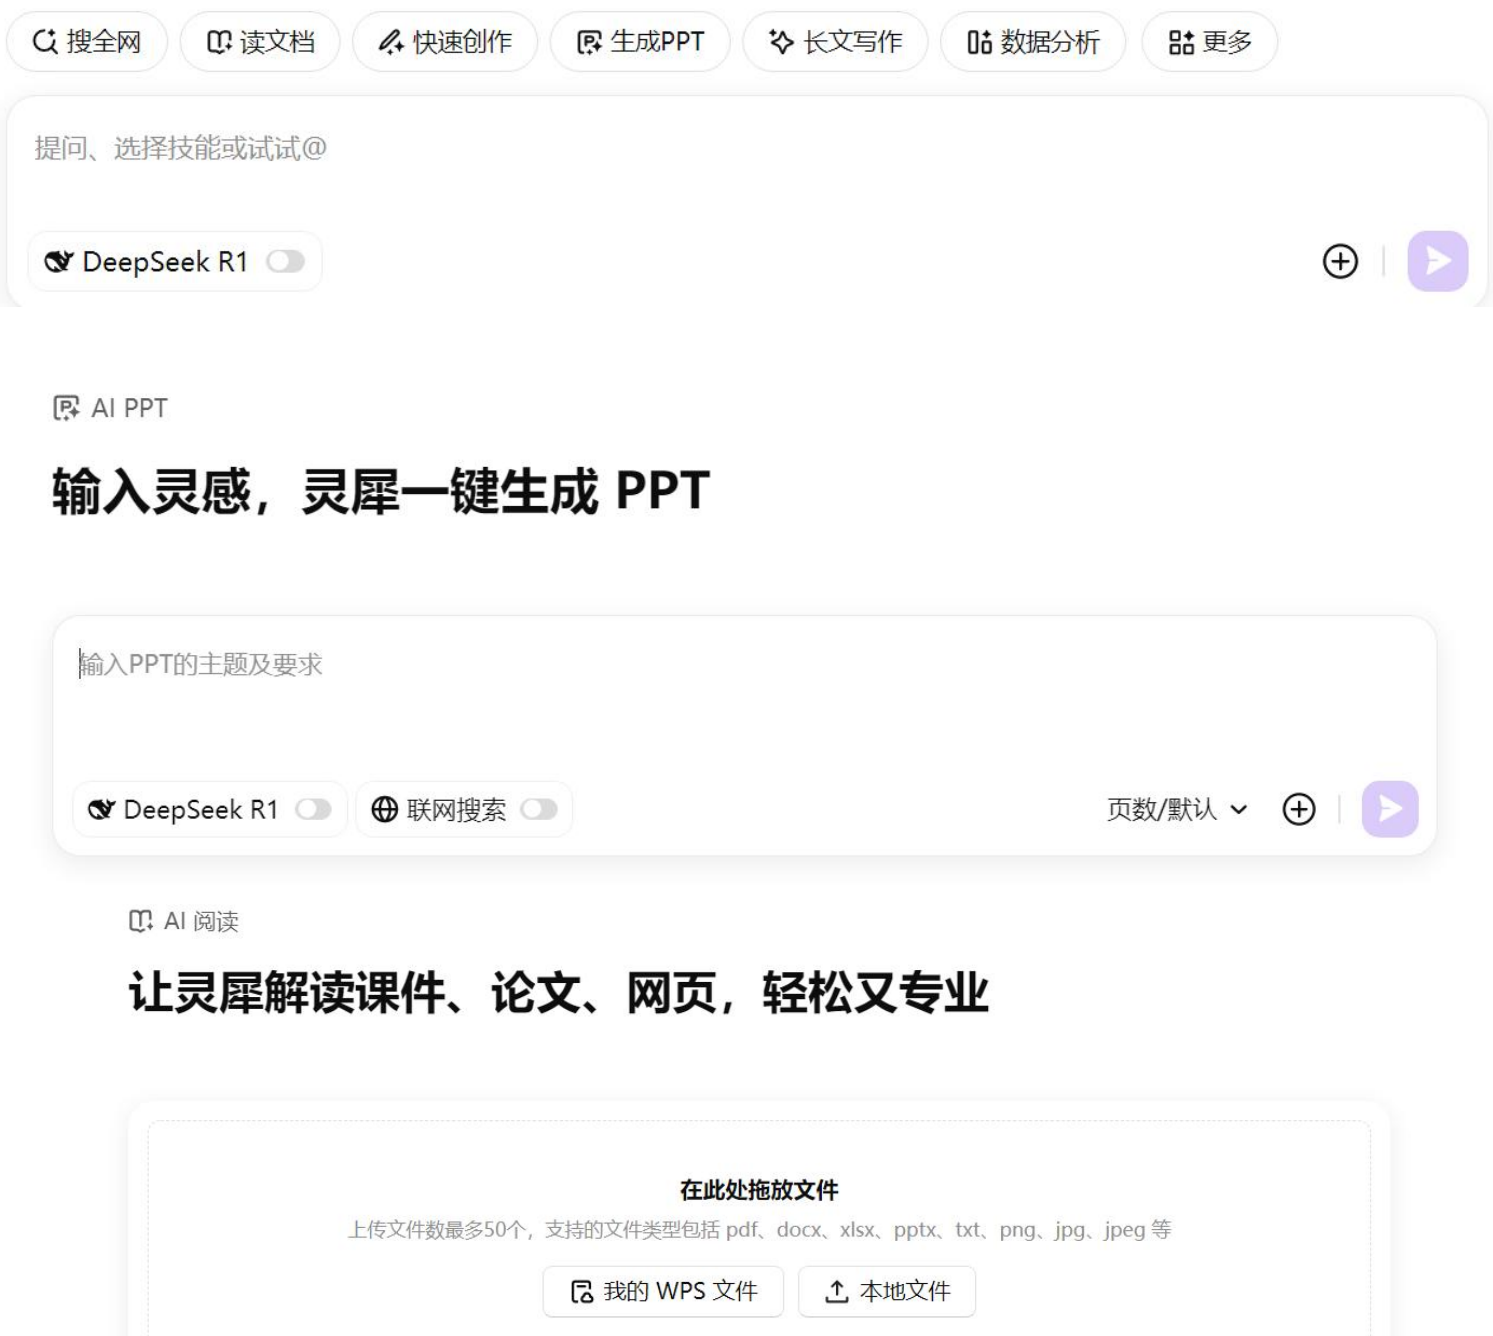 搜全网 读文档 快速创作 生成PPT 长文写作 数据分析 更多
提问、选择技能或试试@
DeepSeek R1
AI PPT
输入灵感，灵犀一键生成 PPT
输入PPT的主题及要求
DeepSeek R1 联网搜索 页数/默认
AI 阅读
让灵犀解读课件、论文、网页，轻松又专业
在此处拖放文件
上传文件数最多50个，支持的文件类型包括 pdf、docx、xlsx、pptx、txt、png、jpg、jpeg 等
我的 WPS 文件 本地文件